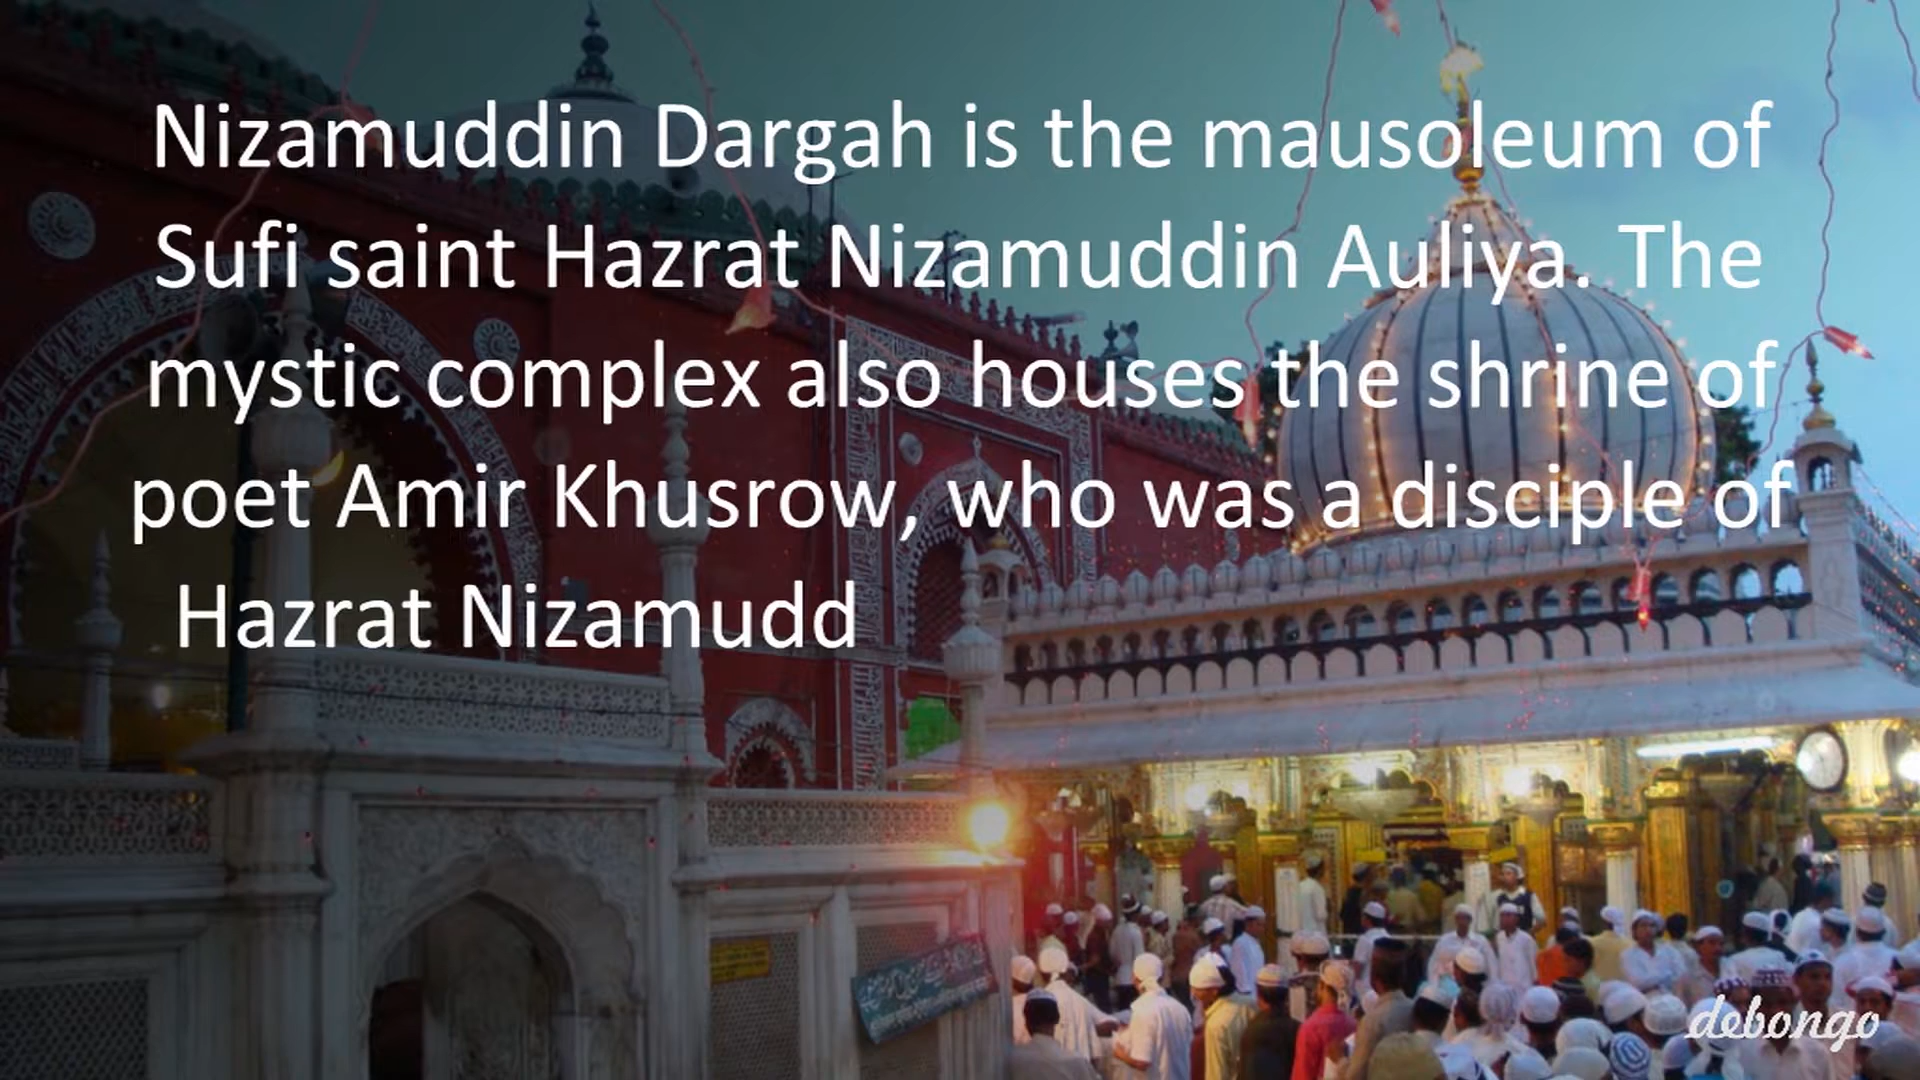 Nizamuddin Dargah is the mausoleum of
Sufi saint Hazrat Nizamuddin Auliya. The
mystic complex also houses the shrine of
poet Amir Khusrow, who was a disciple of
Hazrat Nizamudd
debongo